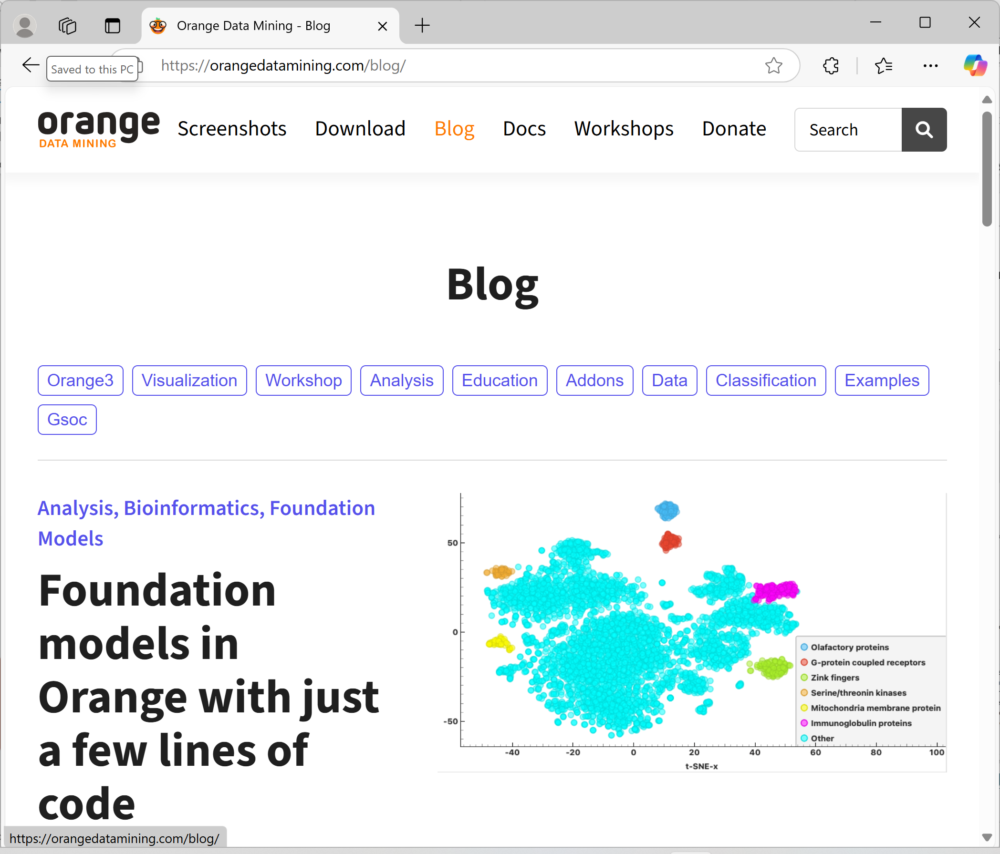 Orange Data Mining - Blog
Saved to this PC
https://orangedatamining.com/blog/
orange
DATA MINING
Screenshots
Download
Blog
Docs
Workshops
Donate
Search
Blog
Orange3
Visualization
Workshop
Analysis
Education
Addons
Data
Classification
Examples
Gsoc
Analysis, Bioinformatics, Foundation
Models
Foundation
models in
Orange with just
a few lines of
code
50
0
-50
-40
-20
0
20
40
60
80
100
t-SNE-x
Olafactory proteins
G-protein coupled receptors
Zink fingers
Serine/threonin kinases
Mitochondria membrane protein
Immunoglobulin proteins
Other
https://orangedatamining.com/blog/